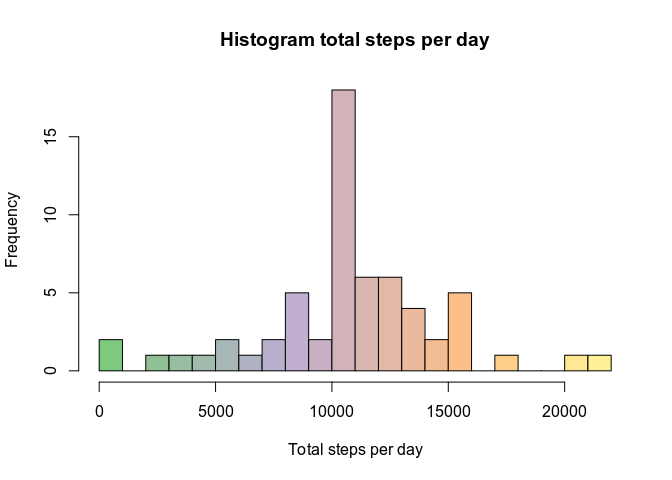 Histogram total steps per day
Frequency
15
10
5
0
0 5000 10000 15000 20000
Total steps per day